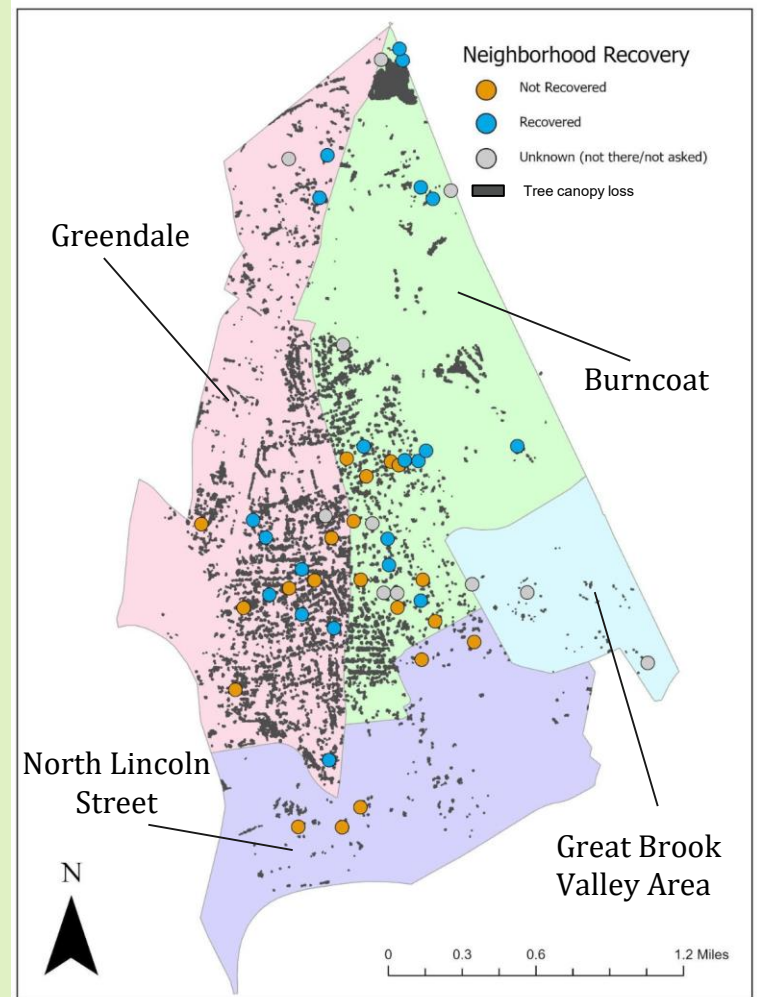 Neighborhood Recovery
Not Recovered
Recovered
Unknown (not there/not asked)
Tree canopy loss
Greendale
Burncoat
North Lincoln
Street
Great Brook
Valley Area
N
0 0.3 0.6 1.2 Miles